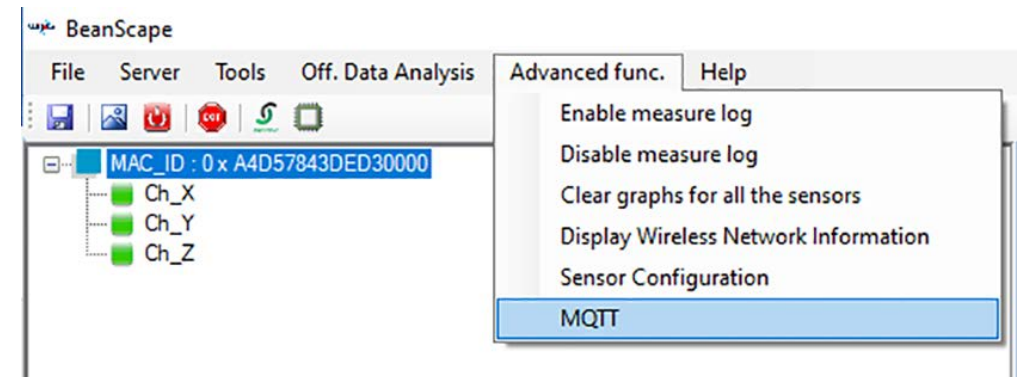 BeanScape
File Server Tools Off. Data Analysis Advanced func. Help
Enable measure log
Disable measure log
Clear graphs for all the sensors
Display Wireless Network Information
Sensor Configuration
MQTT
MAC_ID : 0 x A4D57843DED30000
Ch_X
Ch_Y
Ch_Z